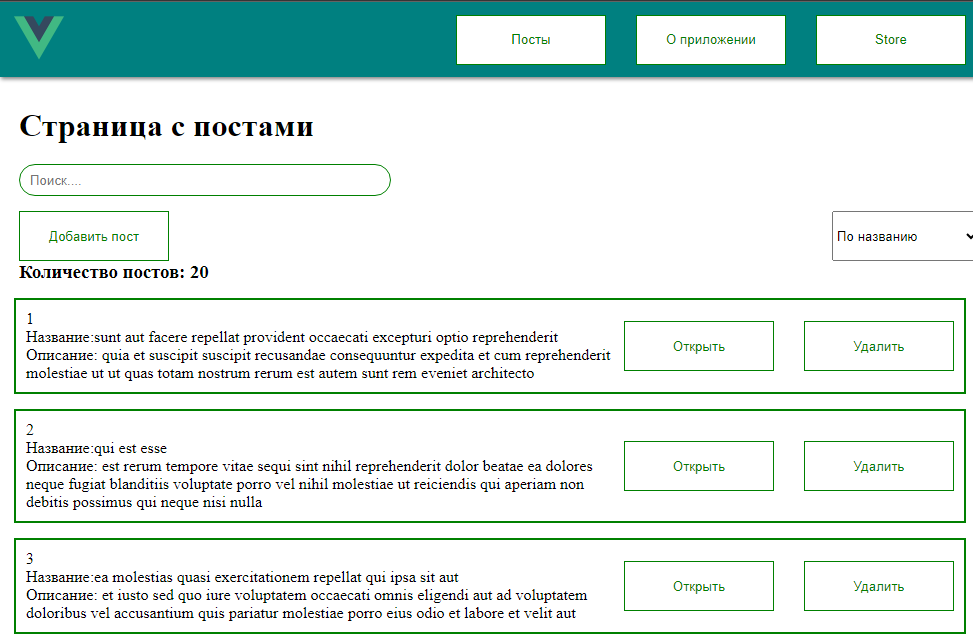 Посты О приложении Store
Страница с постами
Поиск....
Добавить пост По названию
Количество постов: 20
1
Название:sunt aut facere repellat provident occaecati excepturi optio reprehenderit
Описание: quia et suscipit suscipit recusandae consequuntur expedita et cum reprehenderit
molestiae ut ut quas totam nostrum rerum est autem sunt rem eveniet architecto
Открыть Удалить
2
Название:qui est esse
Описание: est rerum tempore vitae sequi sint nihil reprehenderit dolor beatae ea dolores
neque fugiat blanditiis voluptate porro vel nihil molestiae ut reiciendis qui aperiam non
debitis possimus qui neque nisi nulla
Открыть Удалить
3
Название:ea molestias quasi exercitationem repellat qui ipsa sit aut
Описание: et iusto sed quo iure voluptatem occaecati omnis eligendi aut ad voluptatem
doloribus vel accusantium quis pariatur molestiae porro eius odio et labore et velit aut
Открыть Удалить